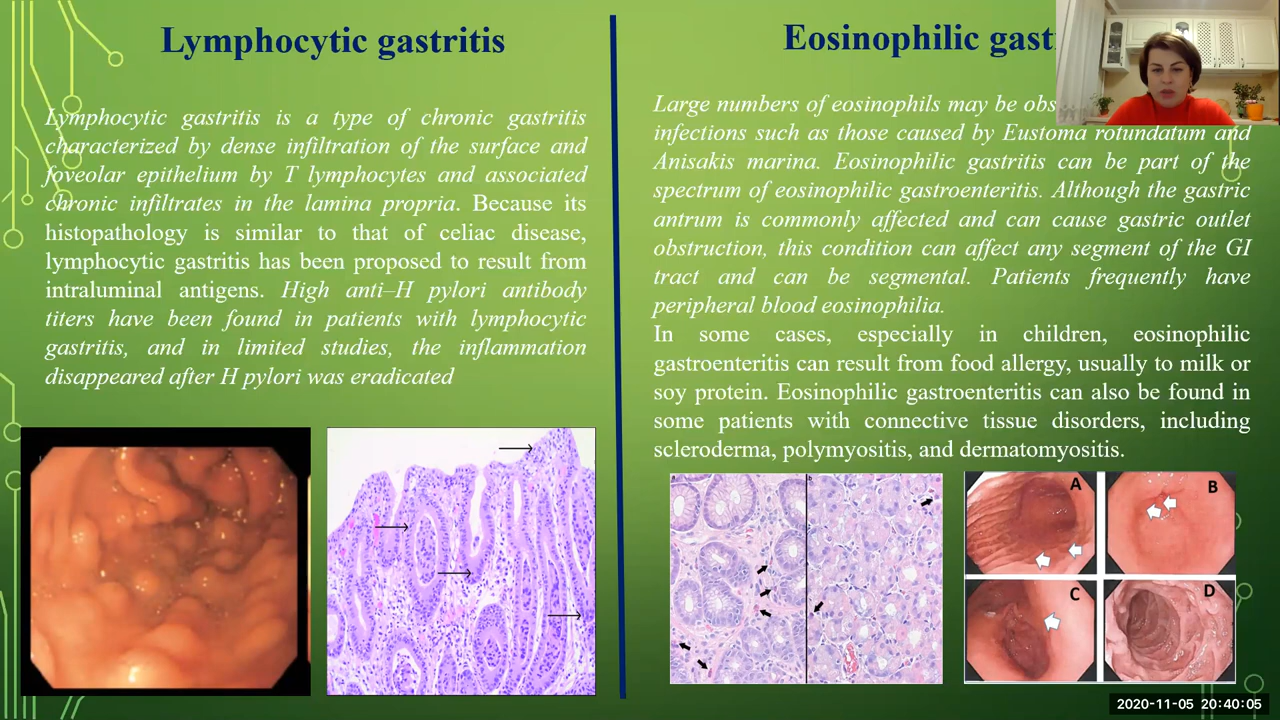 Lymphocytic gastritis
Lymphocytic gastritis is a type of chronic gastritis
characterized by dense infiltration of the surface and
foveolar epithelium by T lymphocytes and associated
chronic infiltrates in the lamina propria. Because its
histopathology is similar to that of celiac disease,
lymphocytic gastritis has been proposed to result from
intraluminal antigens. High anti–H pylori antibody
titers have been found in patients with lymphocytic
gastritis, and in limited studies, the inflammation
disappeared after H pylori was eradicated
Eosinophilic
Large numbers of eosinophils may be
infections such as those caused by Eustoma rotundatum and
Anisakis marina. Eosinophilic gastritis can be part of the
spectrum of eosinophilic gastroenteritis. Although the gastric
antrum is commonly affected and can cause gastric outlet
obstruction, this condition can affect any segment of the GI
tract and can be segmental. Patients frequently have
peripheral blood eosinophilia.
In some cases, especially in children, eosinophilic
gastroenteritis can result from food allergy, usually to milk or
soy protein. Eosinophilic gastroenteritis can also be found in
some patients with connective tissue disorders, including
scleroderma, polymyositis, and dermatomyositis.
a b
A B
C D
2020-11-05 20:40:05